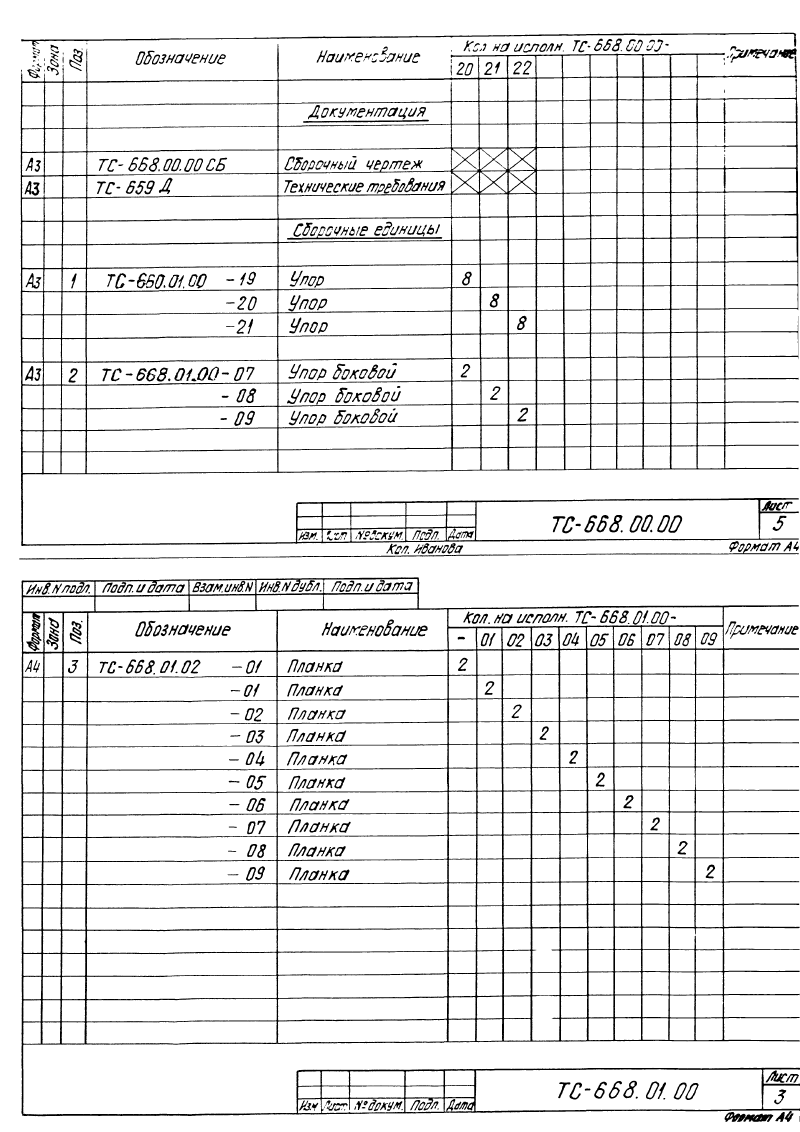 Формат Зона Поз. Обозначение Наименование Кол на исполн. ТС-668.00.00- Примечание
20 21 22
Документация
А3 ТС-668.00.00 СБ Сборочный чертеж
А3 ТС-659 Д Технические требования
Сборочные единицы
А3 1 ТС-660.01.00 -19 Упор 8
-20 Упор 8
-21 Упор 8
А3 2 ТС-668.01.00-07 Упор боковой 2
-08 Упор боковой 2
-09 Упор боковой 2
Изм. Лист №докум. Подп. Дата ТС-668.00.00 Лист 5
Кол. Иванова Формат А4
Инв.Nподл. Подп.и дата Взам.инв.N Инв.N дубл. Подп.и дата
Формат Зона Поз. Обозначение Наименование Кол. на исполн. ТС-668.01.00- Примечание
- 01 02 03 04 05 06 07 08 09
А4 3 ТС-668.01.02 -01 Планка 2
-01 Планка 2
-02 Планка 2
-03 Планка 2
-04 Планка 2
-05 Планка 2
-06 Планка 2
-07 Планка 2
-08 Планка 2
-09 Планка 2
Изм Лист №докум. Подп. Дата ТС-668.01.00 Лист 3
Формат А4